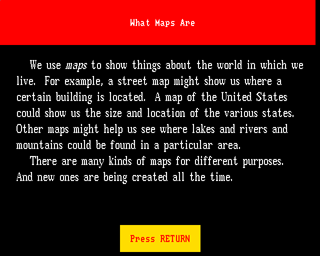 What Maps Are
We use maps to show things about the world in which we
live. For example, a street map might show us where a
certain building is located. A map of the United States
could show us the size and location of the various states.
Other maps might help us see where lakes and rivers and
mountains could be found in a particular area.
There are many kinds of maps for different purposes.
And new ones are being created all the time.
Press RETURN